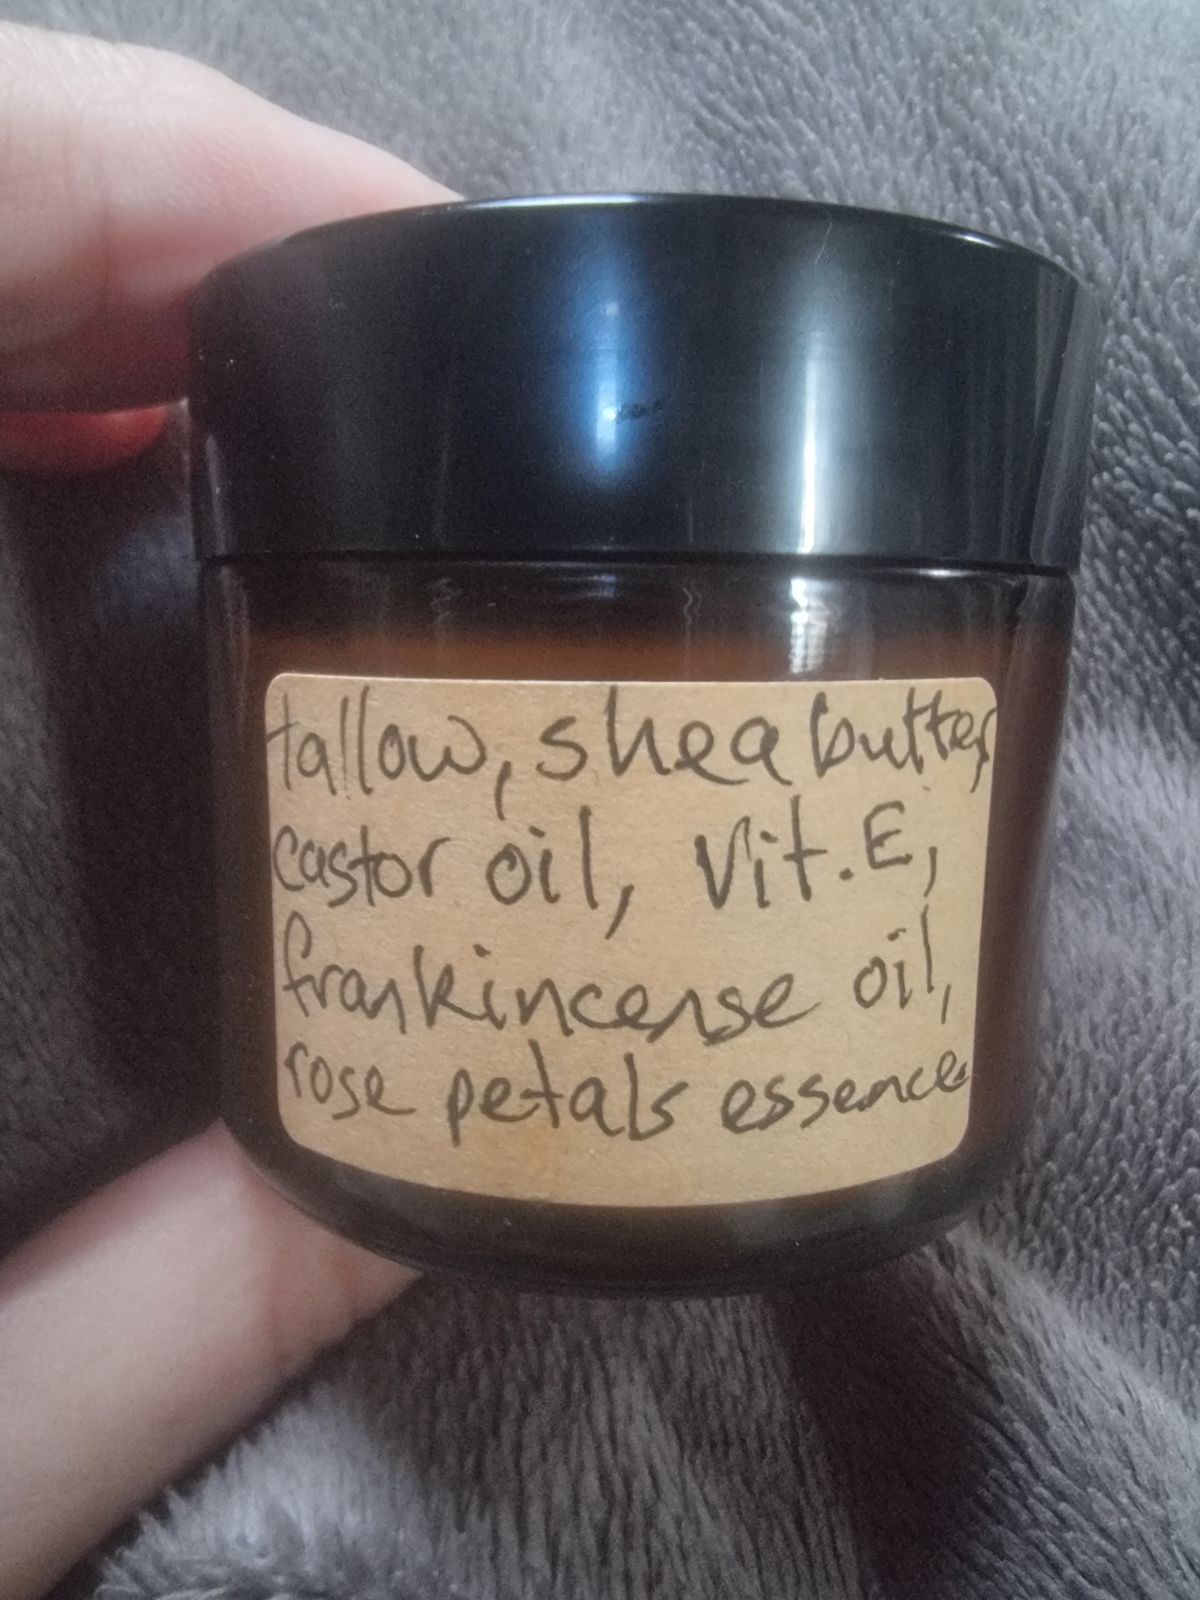 tallow, shea butter,
castor oil, Vit. E,
frankincense oil,
rose petals essence